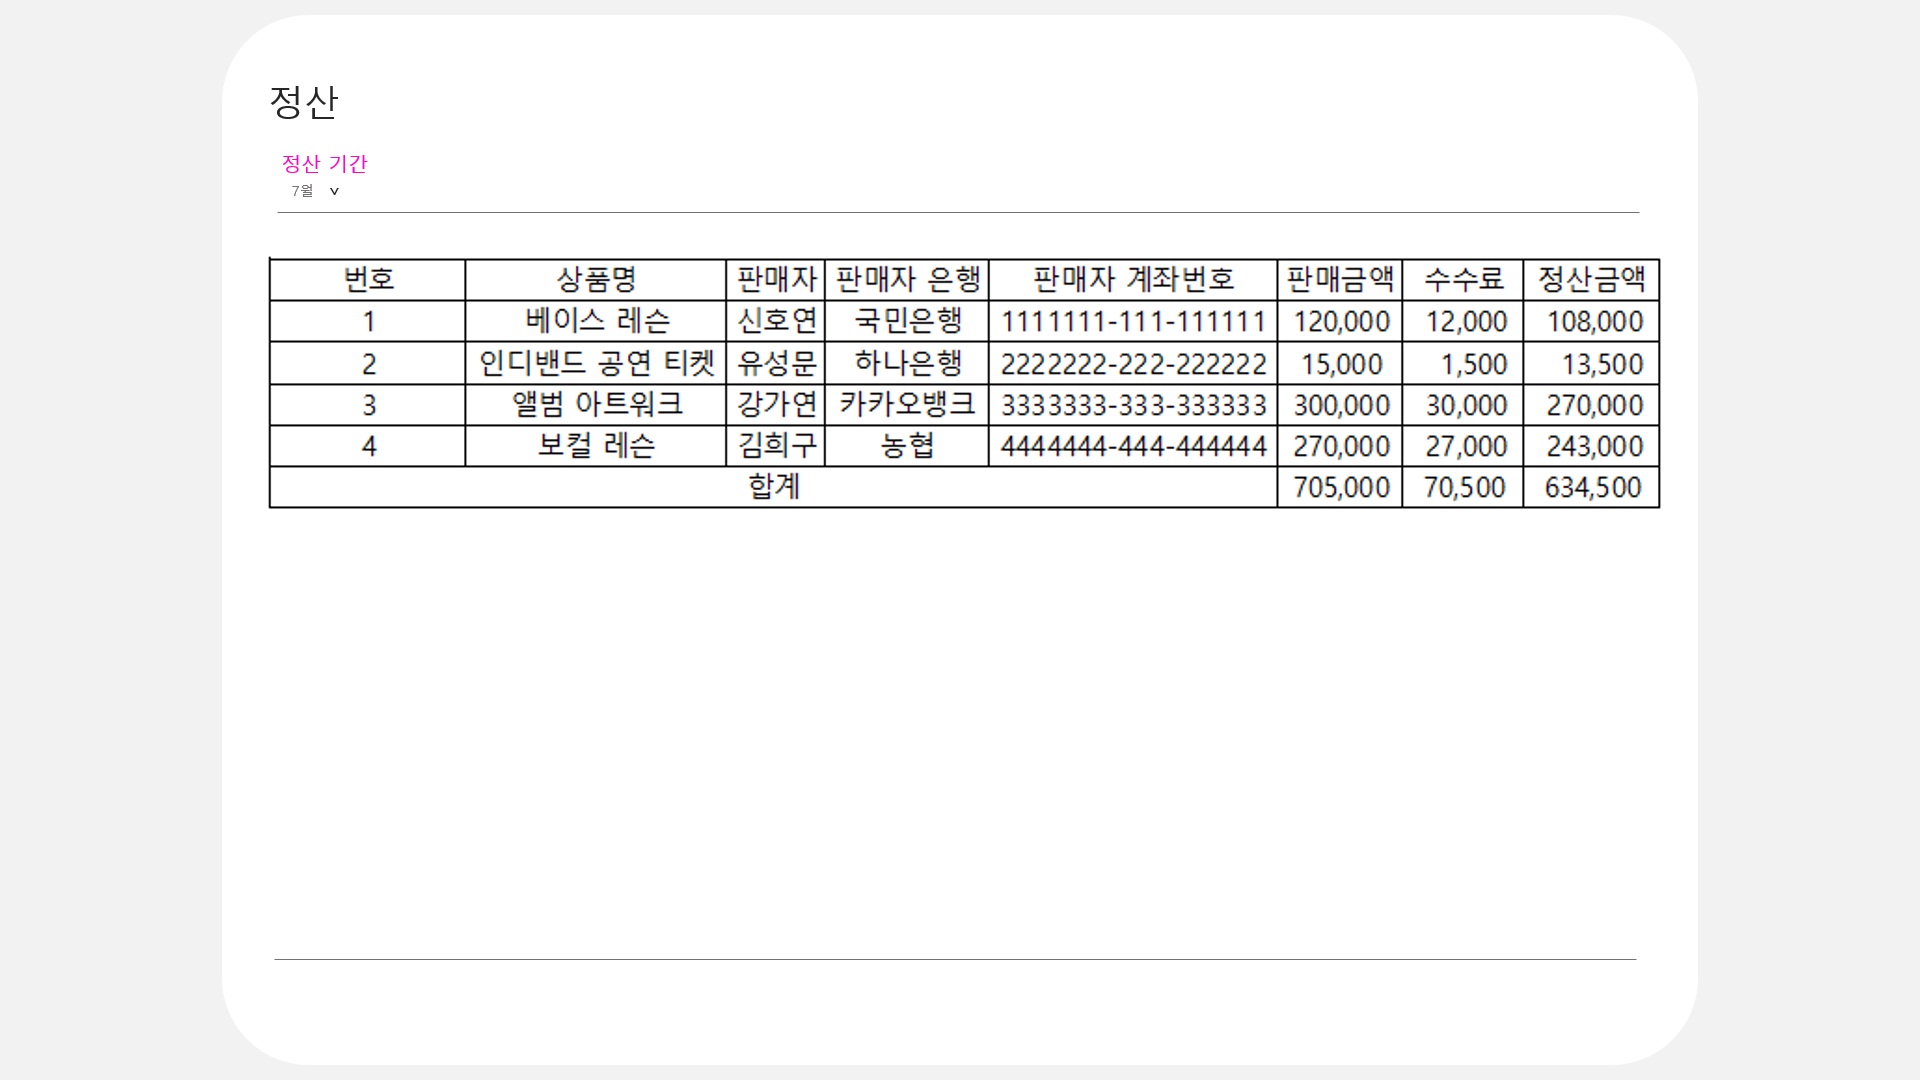 정산
정산 기간
7월 ∨
번호 상품명 판매자 판매자 은행 판매자 계좌번호 판매금액 수수료 정산금액
1 베이스 레슨 신호연 국민은행 1111111-111-111111 120,000 12,000 108,000
2 인디밴드 공연 티켓 유성문 하나은행 2222222-222-222222 15,000 1,500 13,500
3 앨범 아트워크 강가연 카카오뱅크 3333333-333-333333 300,000 30,000 270,000
4 보컬 레슨 김희구 농협 4444444-444-444444 270,000 27,000 243,000
합계 705,000 70,500 634,500